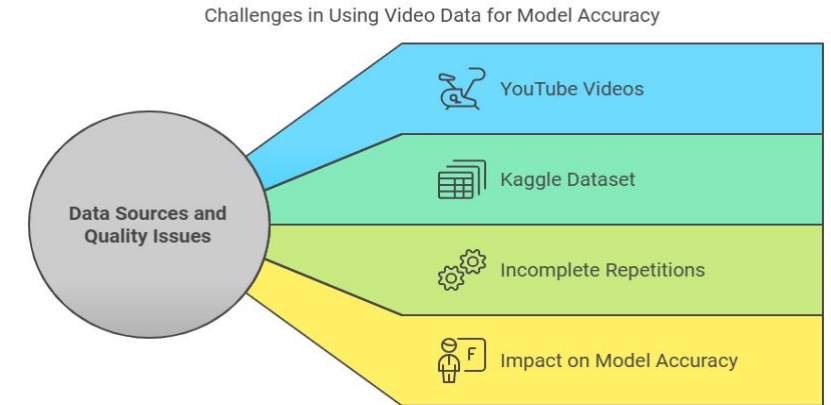 Challenges in Using Video Data for Model Accuracy
YouTube Videos
Kaggle Dataset
Data Sources and
Quality Issues
Incomplete Repetitions
F
Impact on Model Accuracy